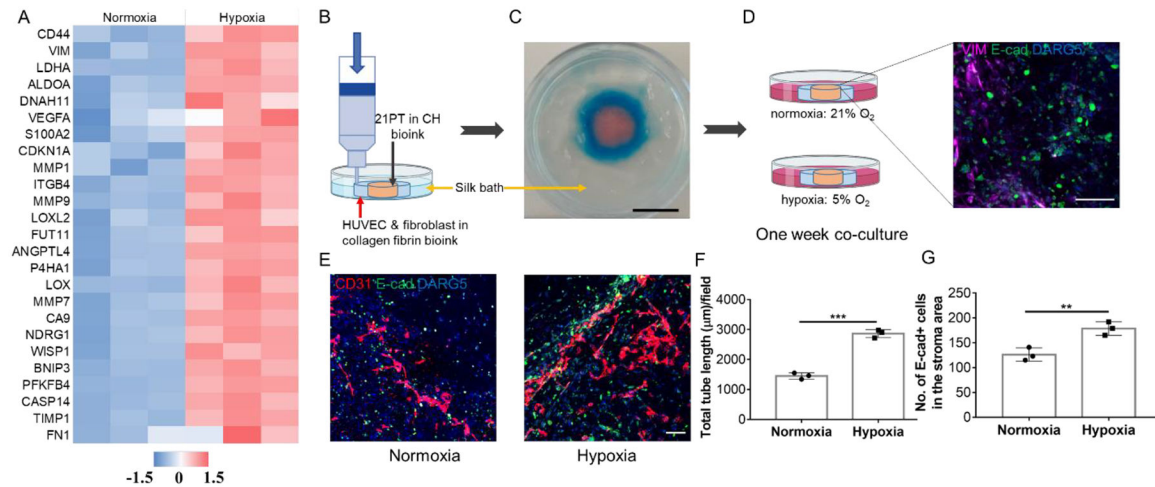 A
Normoxia Hypoxia
CD44
VIM
LDHA
ALDOA
DNAH11
VEGFA
S100A2
CDKN1A
MMP1
ITGB4
MMP9
LOXL2
FUT11
ANGPTL4
P4HA1
LOX
MMP7
CA9
NDRG1
WISP1
BNIP3
PFKFB4
CASP14
TIMP1
FN1
-1.5 0 1.5
B
21PT in CH
bioink
Silk bath
HUVEC & fibroblast in
collagen fibrin bioink
C
D
normoxia: 21% O₂
hypoxia: 5% O₂
One week co-culture
VIM E-cad DARG5
E
CD31 E-cad DARG5
Normoxia
Hypoxia
F
Total tube length (μm)/field
4000
3000
2000
1000
0
***
Normoxia Hypoxia
G
No. of E-cad+ cells
in the stroma area
250
200
150
100
50
0
**
Normoxia Hypoxia